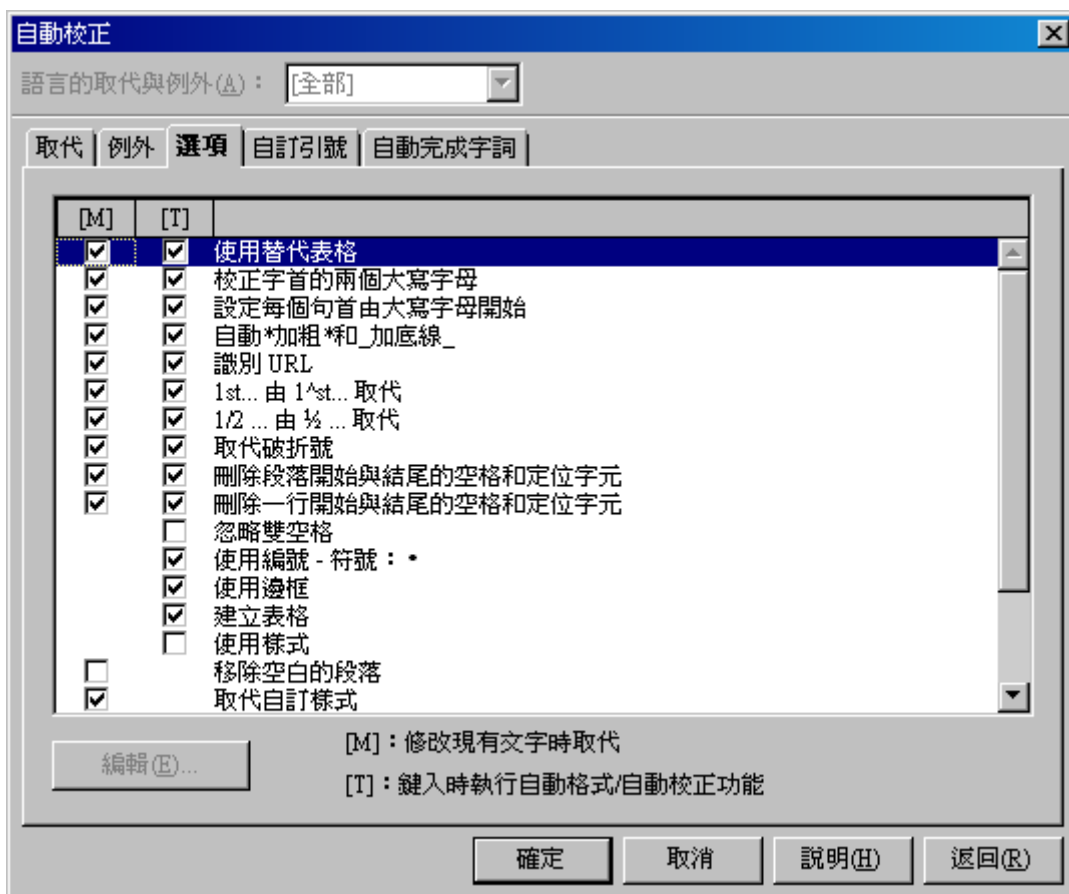 自動校正
語言的取代與例外(A)： [全部]
取代 例外 選項 自訂引號 自動完成字詞
[M] [T]
使用替代表格
校正字首的兩個大寫字母
設定每個句首由大寫字母開始
自動*加粗*和_加底線_
識別 URL
1st... 由 1^st... 取代
1/2 ... 由 ½ ... 取代
取代破折號
刪除段落開始與結尾的空格和定位字元
刪除一行開始與結尾的空格和定位字元
忽略雙空格
使用編號 - 符號：•
使用邊框
建立表格
使用樣式
移除空白的段落
取代自訂樣式
編輯(E)...
[M]：修改現有文字時取代
[T]：鍵入時執行自動格式/自動校正功能
確定 取消 說明(H) 返回(R)